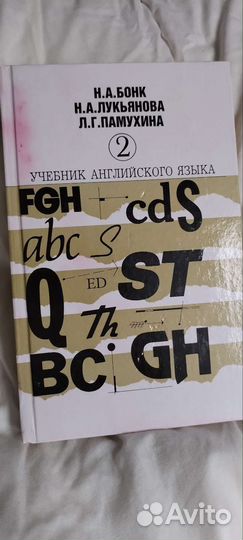 Н.А.БОНК
Н.А.ЛУКЬЯНОВА
Л.Г.ПАМУХИНА
2
УЧЕБНИК АНГЛИЙСКОГО ЯЗЫКА
FGH cdS
abc S
ED ST
Q Th
BC GH
Avito